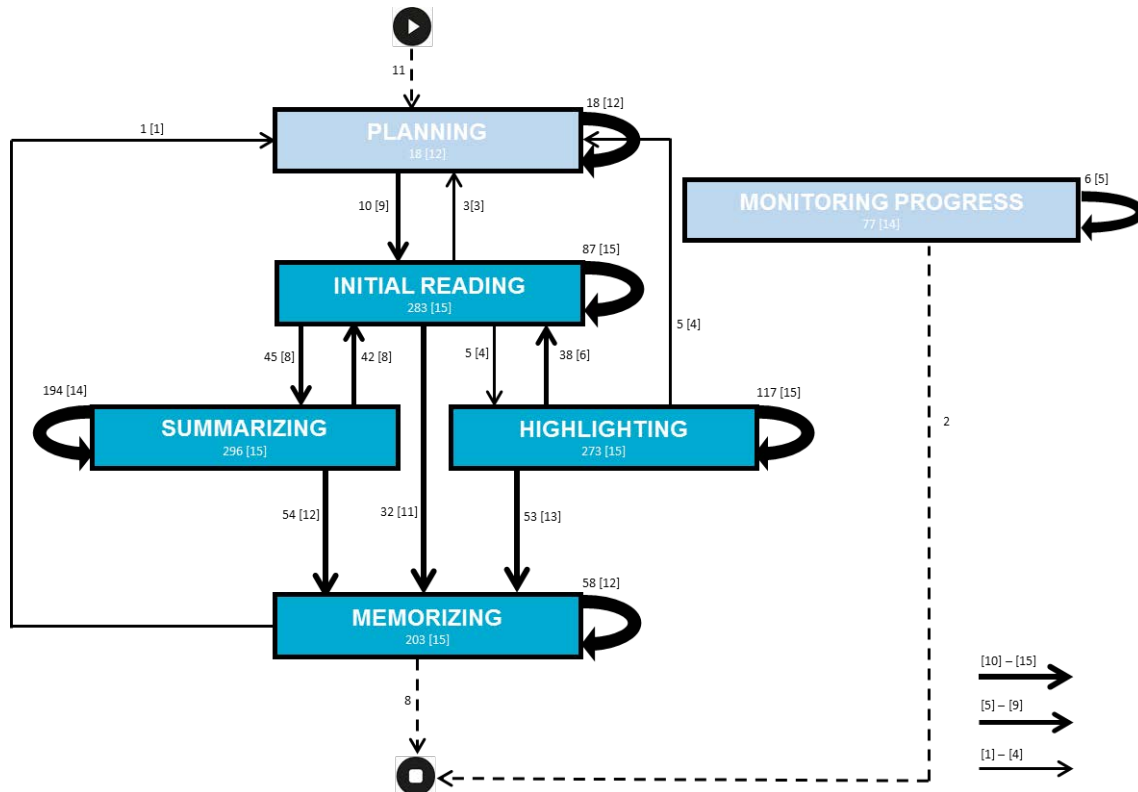 11
18 [12]
1 [1]
PLANNING
18 [12]
6 [5]
MONITORING PROGRESS
77 [14]
10 [9]
3[3]
87 [15]
INITIAL READING
283 [15]
5 [4]
45 [8]
42 [8]
5 [4]
38 [6]
194 [14]
117 [15]
SUMMARIZING
296 [15]
HIGHLIGHTING
273 [15]
2
54 [12]
32 [11]
53 [13]
58 [12]
MEMORIZING
203 [15]
[10] – [15]
8
[5] – [9]
[1] – [4]